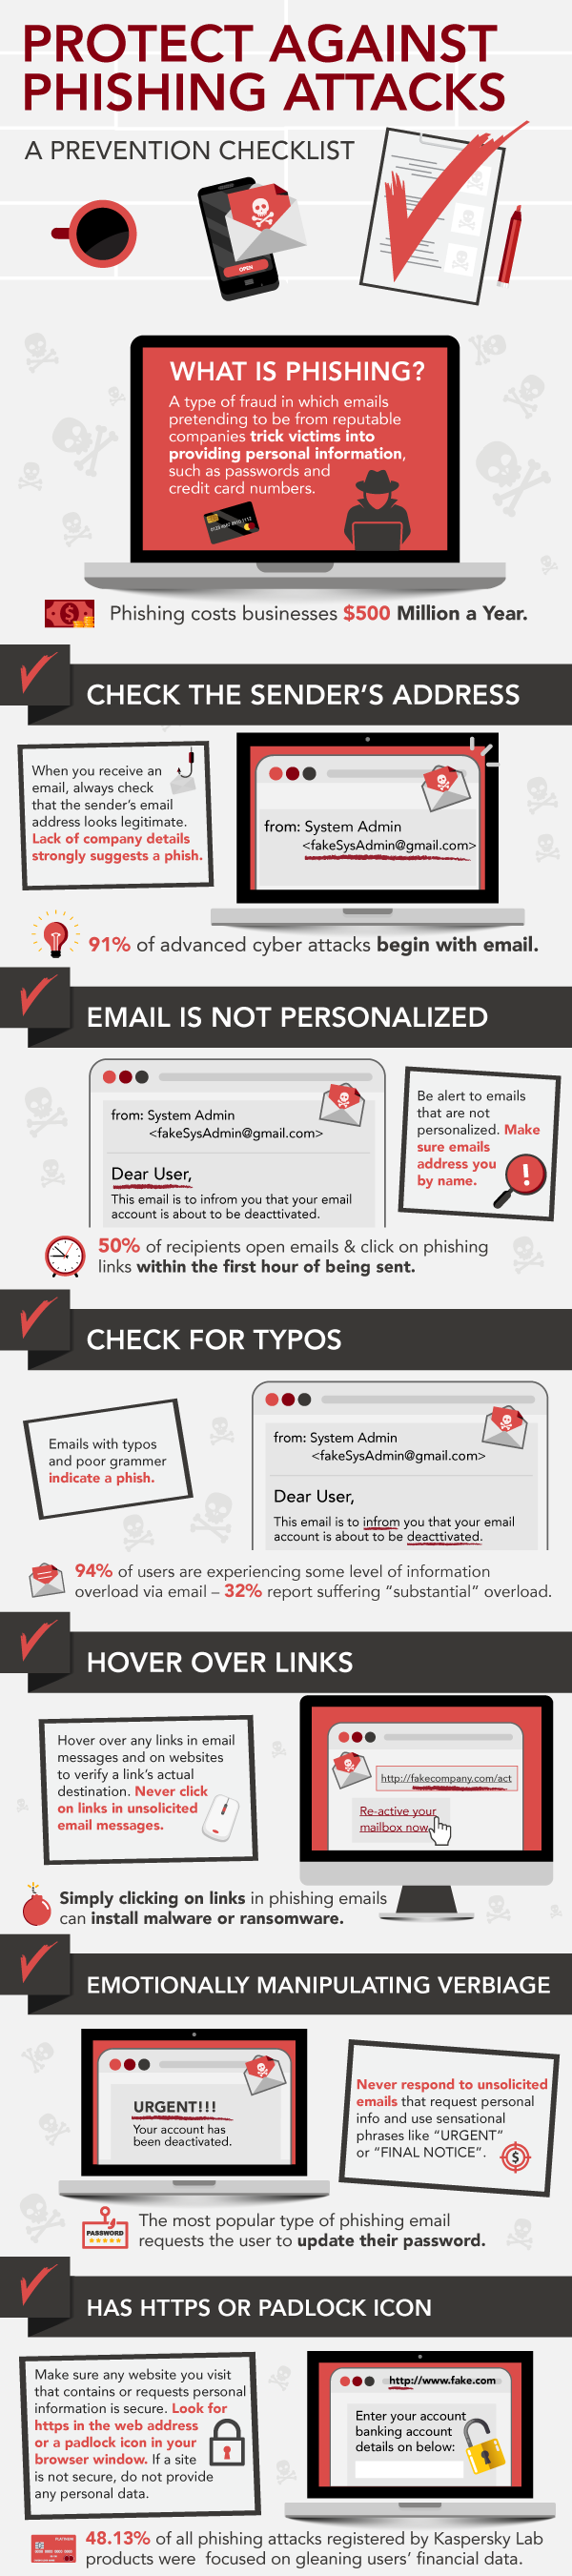 PROTECT AGAINST
PHISHING ATTACKS
A PREVENTION CHECKLIST
OPEN
WHAT IS PHISHING?
A type of fraud in which emails
pretending to be from reputable
companies trick victims into
providing personal information,
such as passwords and
credit card numbers.
Phishing costs businesses $500 Million a Year.
CHECK THE SENDER'S ADDRESS
When you receive an
email, always check
that the sender's email
address looks legitimate.
Lack of company details
strongly suggests a phish.
from: System Admin
<fakeSysAdmin@gmail.com>
91% of advanced cyber attacks begin with email.
EMAIL IS NOT PERSONALIZED
from: System Admin
<fakeSysAdmin@gmail.com>
Dear User,
This email is to infrom you that your email
account is about to be deacttivated.
Be alert to emails
that are not
personalized. Make
sure emails
address you
by name.
50% of recipients open emails & click on phishing
links within the first hour of being sent.
CHECK FOR TYPOS
Emails with typos
and poor grammer
indicate a phish.
from: System Admin
<fakeSysAdmin@gmail.com>
Dear User,
This email is to infrom you that your email
account is about to be deacttivated.
94% of users are experiencing some level of information
overload via email – 32% report suffering "substantial" overload.
HOVER OVER LINKS
Hover over any links in email
messages and on websites
to verify a link's actual
destination. Never click
on links in unsolicited
email messages.
http://fakecompany.com/act
Re-active your
mailbox now
Simply clicking on links in phishing emails
can install malware or ransomware.
EMOTIONALLY MANIPULATING VERBIAGE
URGENT!!!
Your account has
been deactivated.
Never respond to unsolicited
emails that request personal
info and use sensational
phrases like "URGENT"
or "FINAL NOTICE".
PASSWORD
The most popular type of phishing email
requests the user to update their password.
HAS HTTPS OR PADLOCK ICON
Make sure any website you visit
that contains or requests personal
information is secure. Look for
https in the web address
or a padlock icon in your
browser window. If a site
is not secure, do not provide
any personal data.
http://www.fake.com
Enter your account
banking account
details on below:
PLATINUM
48.13% of all phishing attacks registered by Kaspersky Lab
products were focused on gleaning users' financial data.